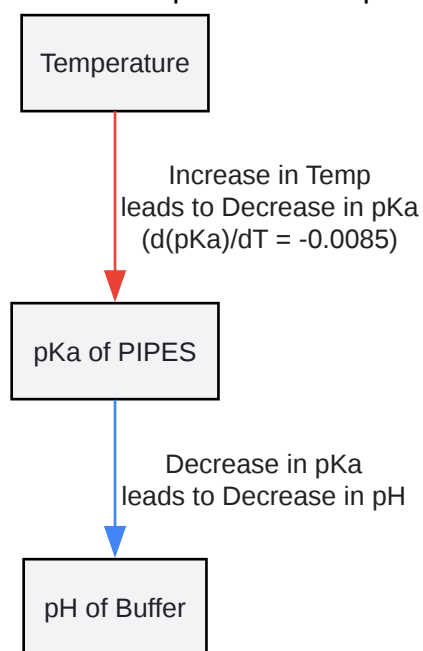 Temperature
Increase in Temp
leads to Decrease in pKa
(d(pKa)/dT = -0.0085)
pKa of PIPES
Decrease in pKa
leads to Decrease in pH
pH of Buffer